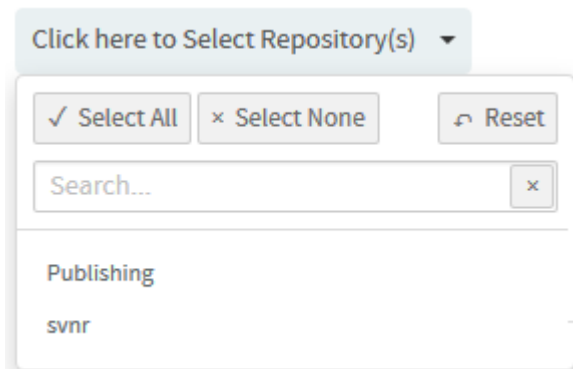 Click here to Select Repository(s)
✓ Select All × Select None Reset
Search... ×
Publishing
svnr